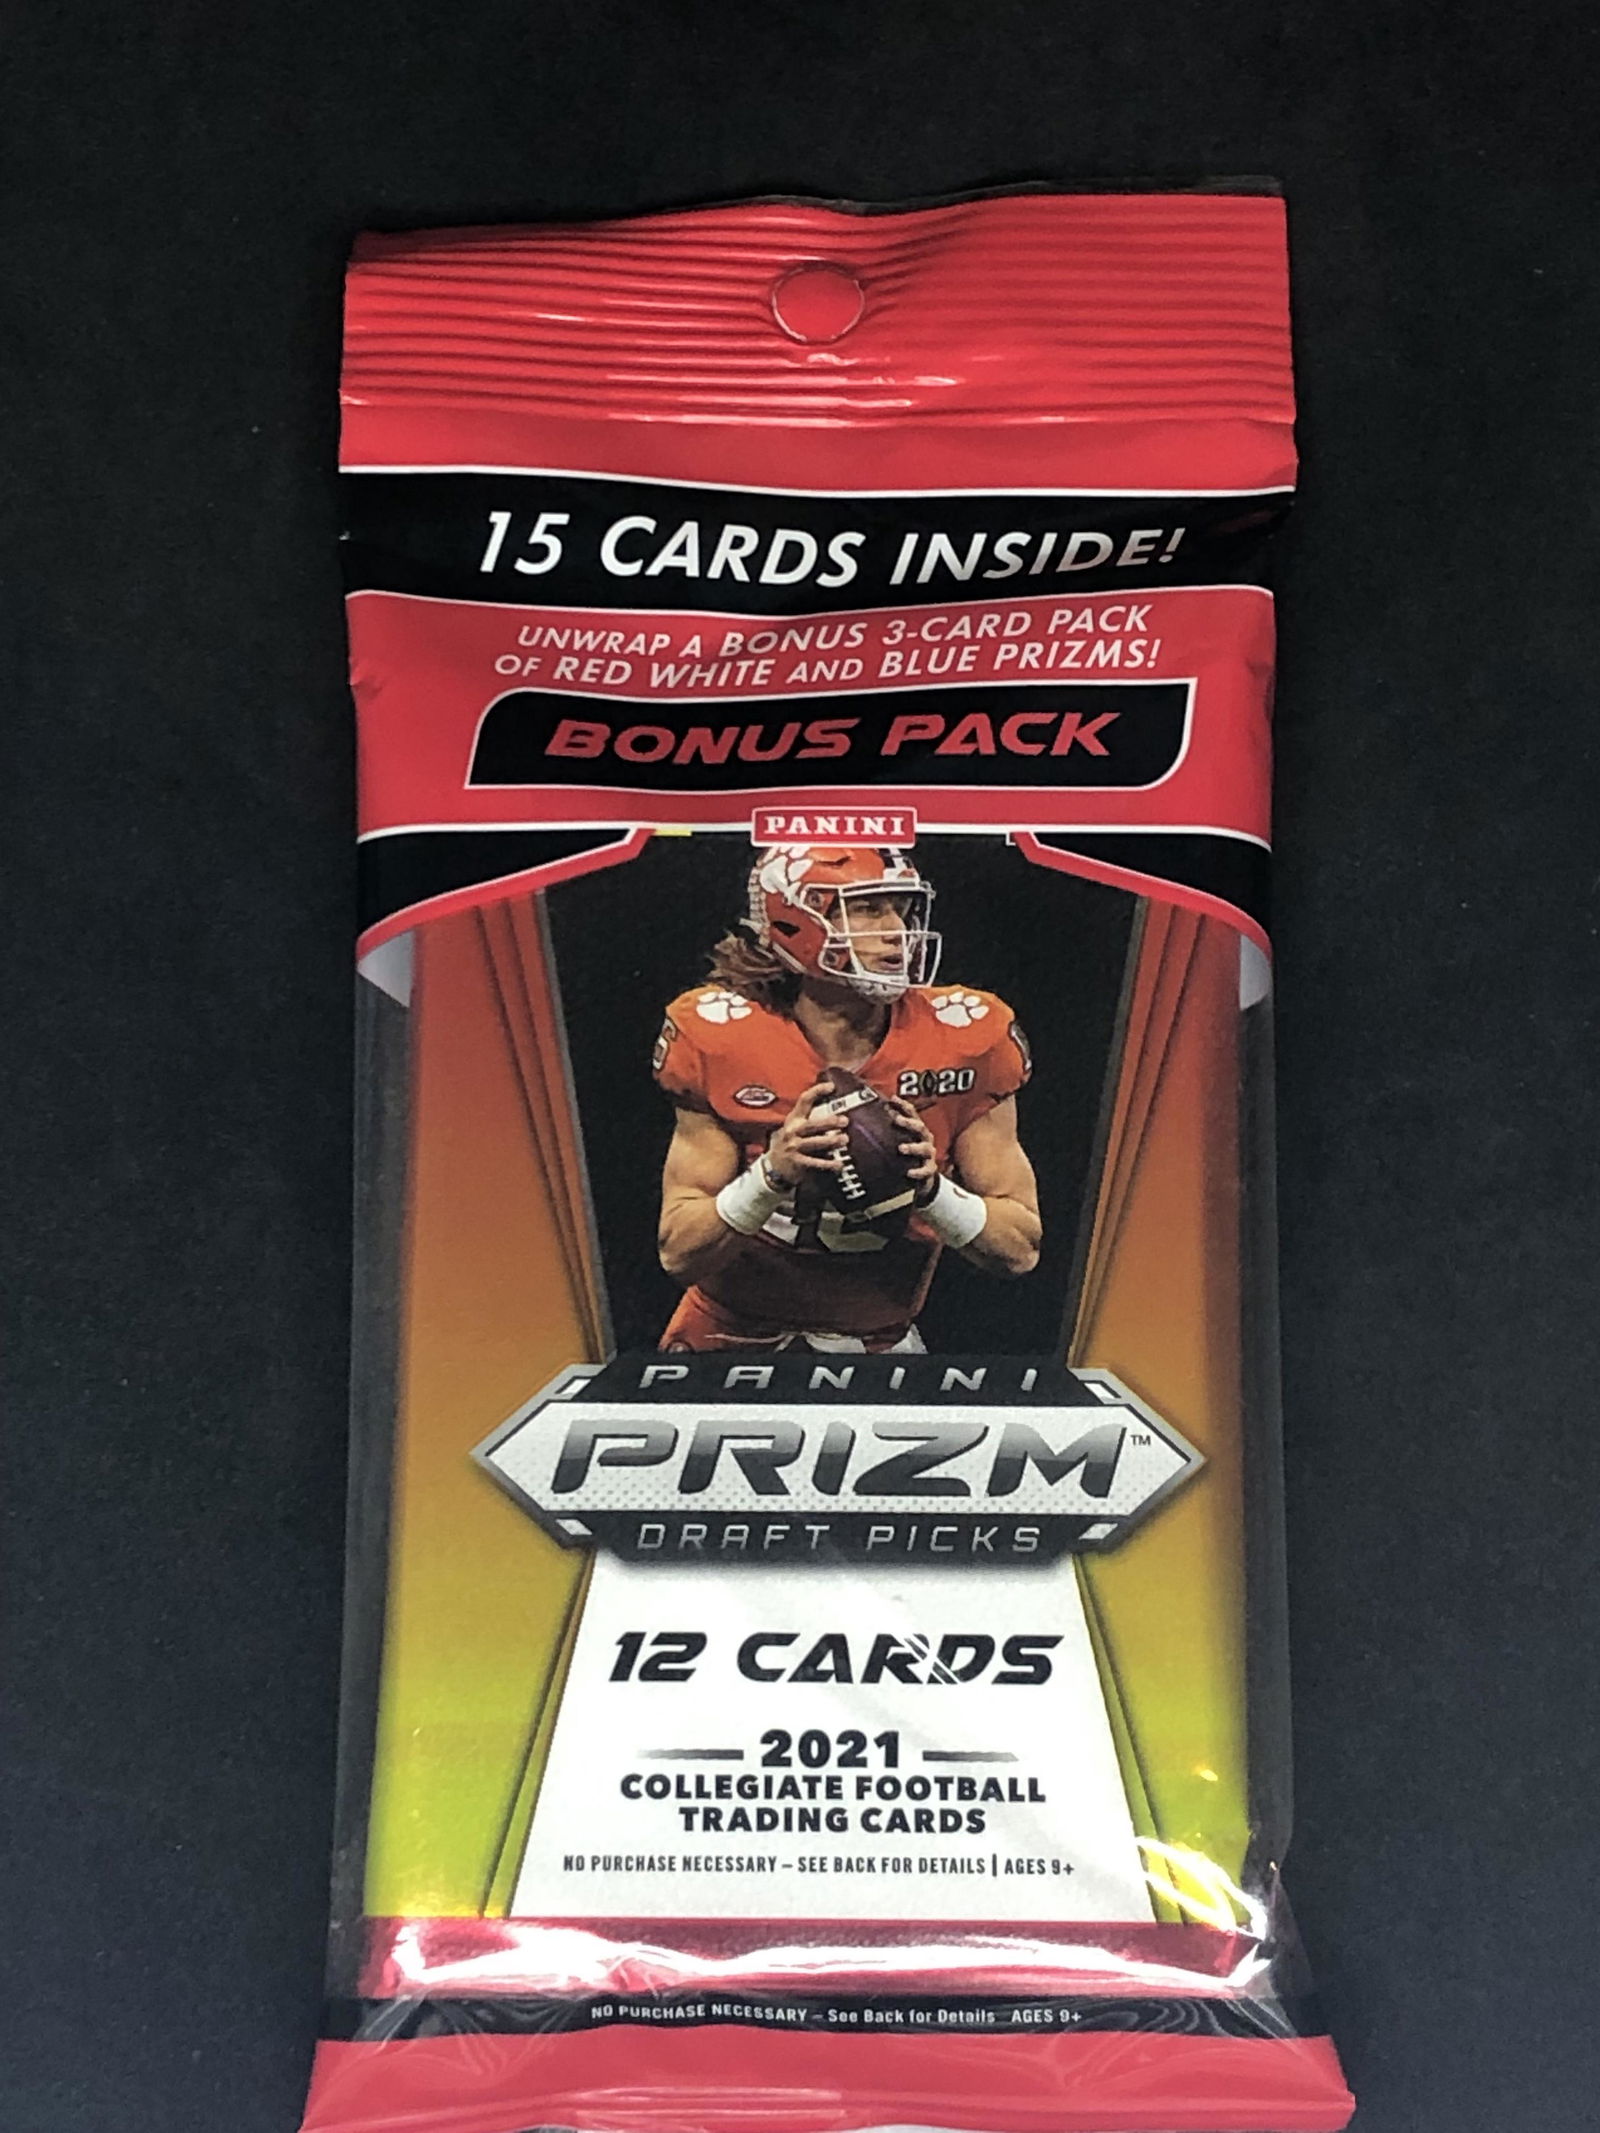 15 CARDS INSIDE!
UNWRAP A BONUS 3-CARD PACK
OF RED WHITE AND BLUE PRIZMS!
BONUS PACK
PANINI
2020
PANINI
PRIZM™
DRAFT PICKS
12 CARDS
2021
COLLEGIATE FOOTBALL
TRADING CARDS
NO PURCHASE NECESSARY – SEE BACK FOR DETAILS | AGES 9+
NO PURCHASE NECESSARY – See Back for Details AGES 9+